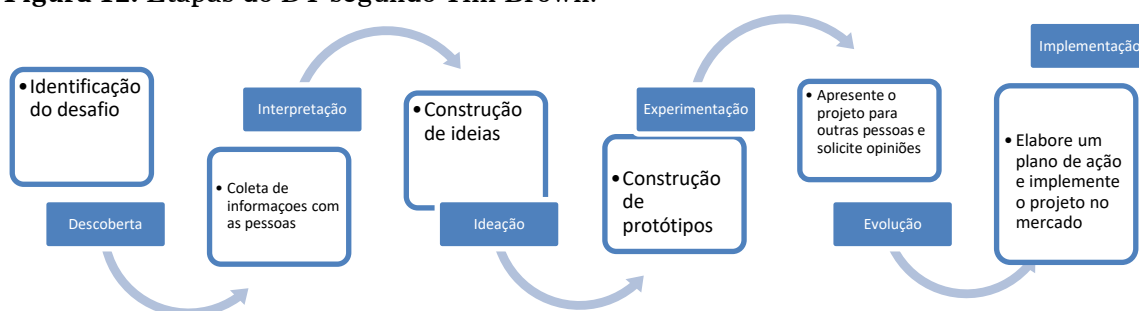 Figura 12. Etapas do DT segundo Tim Brown.
• Identificação
do desafio
Descoberta
Interpretação
• Coleta de
informaçoes com
as pessoas
• Construção
de ideias
Ideação
Experimentação
• Construção
de
protótipos
• Apresente o
projeto para
outras pessoas e
solicite opiniões
Evolução
Implementação
• Elabore um
plano de ação
e implemente
o projeto no
mercado